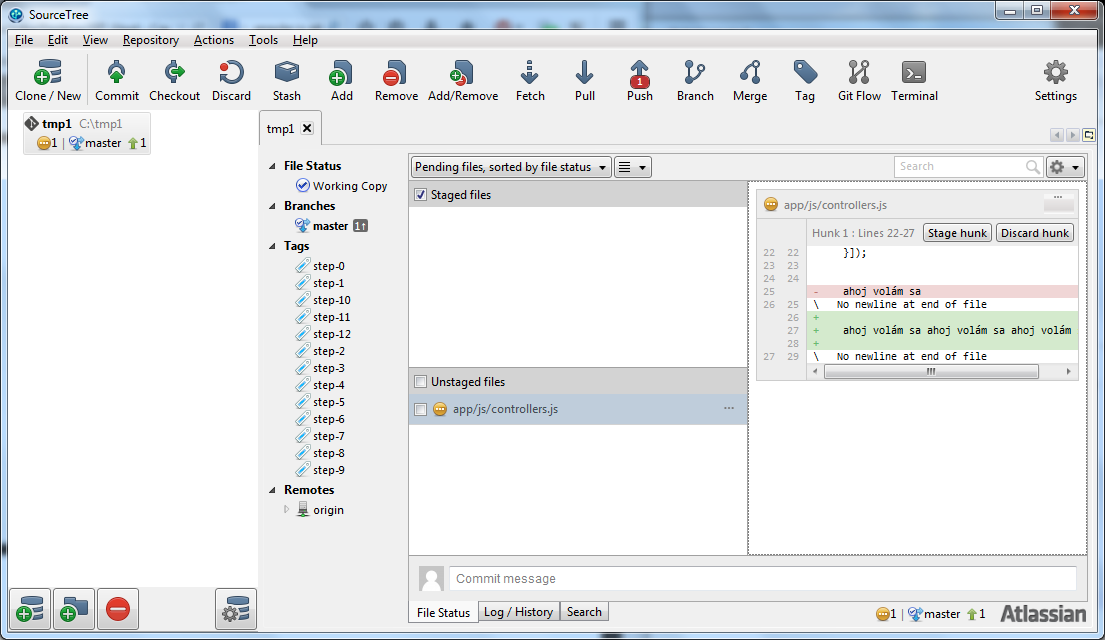 SourceTree
File Edit View Repository Actions Tools Help
Clone / New Commit Checkout Discard Stash Add Remove Add/Remove Fetch Pull Push 1 Branch Merge Tag Git Flow Terminal Settings
tmp1 C:\tmp1
1 | master 1
tmp1
File Status
Working Copy
Branches
master 1↑
Tags
step-0
step-1
step-10
step-11
step-12
step-2
step-3
step-4
step-5
step-6
step-7
step-8
step-9
Remotes
origin
Pending files, sorted by file status
Search
Staged files
Unstaged files
app/js/controllers.js ...
app/js/controllers.js ...
Hunk 1 : Lines 22-27 Stage hunk Discard hunk
22 22 }]);
23 23
24 24
25 - ahoj volám sa
26 25 \ No newline at end of file
26 +
27 + ahoj volám sa ahoj volám sa ahoj volám
28 +
27 29 \ No newline at end of file
Commit message
File Status Log / History Search
1 | master 1 Atlassian